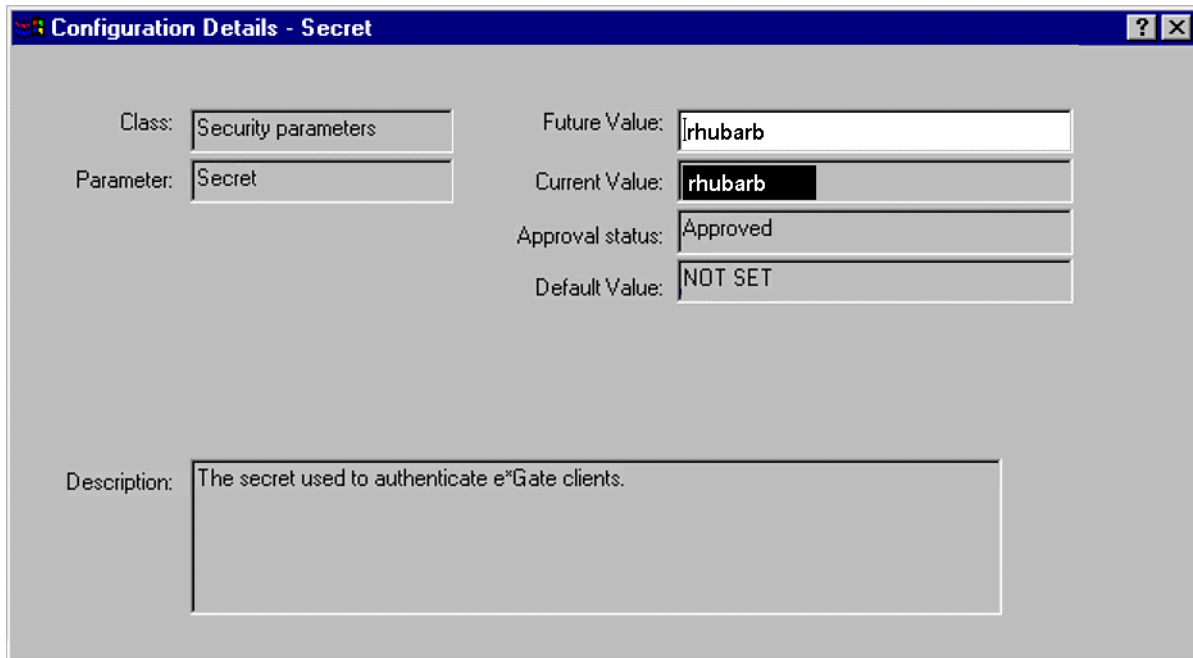 Configuration Details - Secret
Class: Security parameters
Parameter: Secret
Future Value: rhubarb
Current Value: rhubarb
Approval status: Approved
Default Value: NOT SET
Description: The secret used to authenticate e*Gate clients.